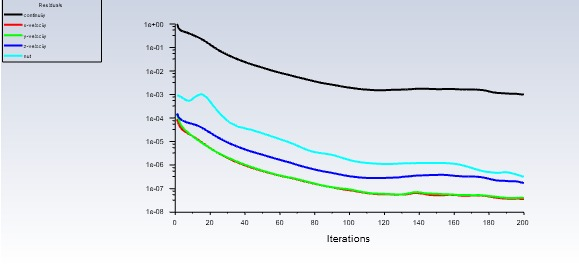 Residuals
continuity
x-velocity
y-velocity
z-velocity
nut
1e+00
1e-01
1e-02
1e-03
1e-04
1e-05
1e-06
1e-07
1e-08
0 20 40 60 80 100 120 140 160 180 200
Iterations